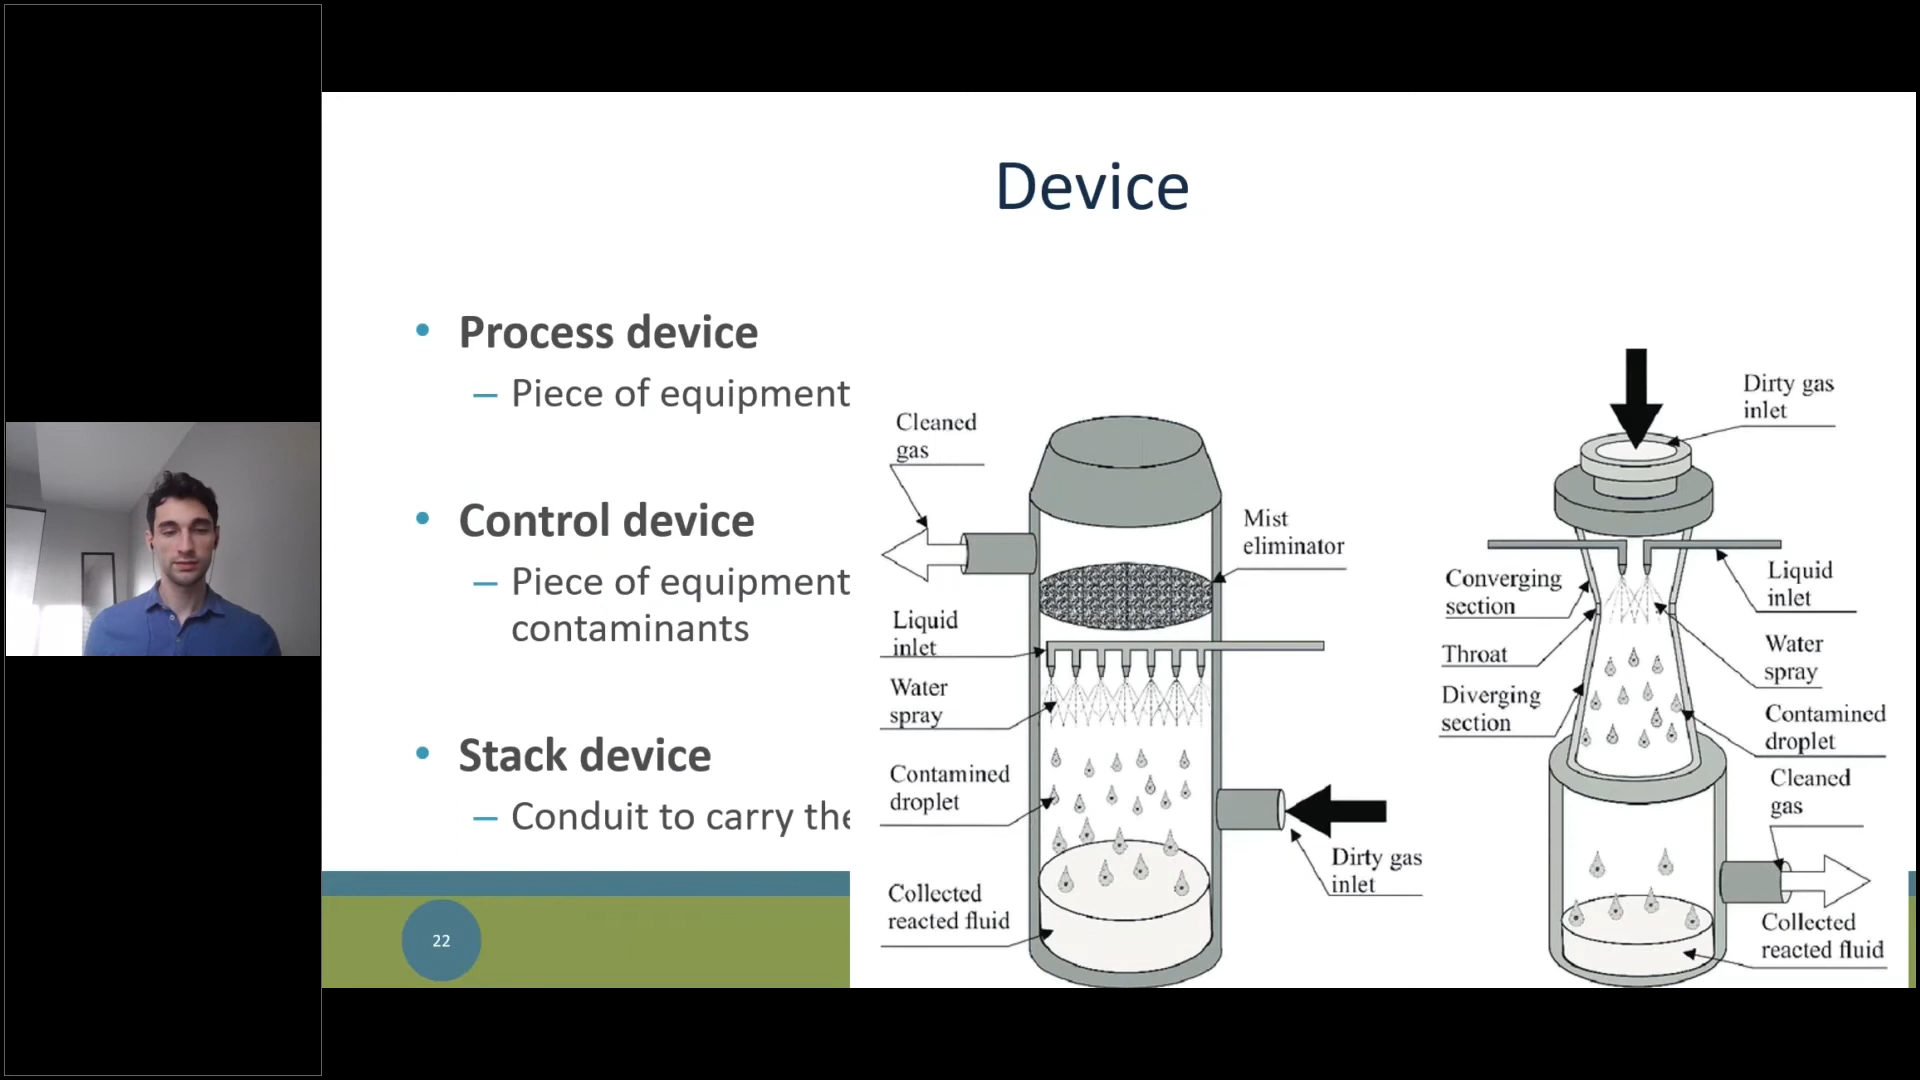 Device
• Process device
– Piece of equipment
• Control device
– Piece of equipment
contaminants
• Stack device
– Conduit to carry the
22
Cleaned
gas
Mist
eliminator
Liquid
inlet
Water
spray
Contamined
droplet
Dirty gas
inlet
Collected
reacted fluid
Dirty gas
inlet
Converging
section
Liquid
inlet
Throat
Water
spray
Diverging
section
Contamined
droplet
Cleaned
gas
Collected
reacted fluid